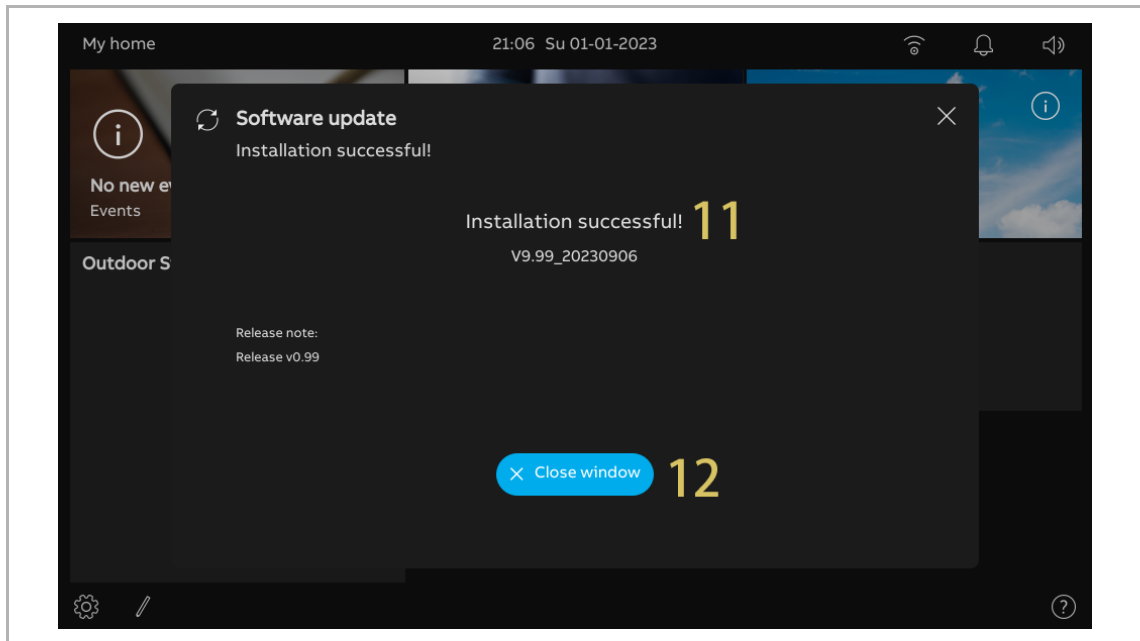 My home 21:06 Su 01-01-2023
Software update
Installation successful!
No new e
Events
Installation successful! 11
V9.99_20230906
Outdoor S
Release note:
Release v0.99
Close window 12